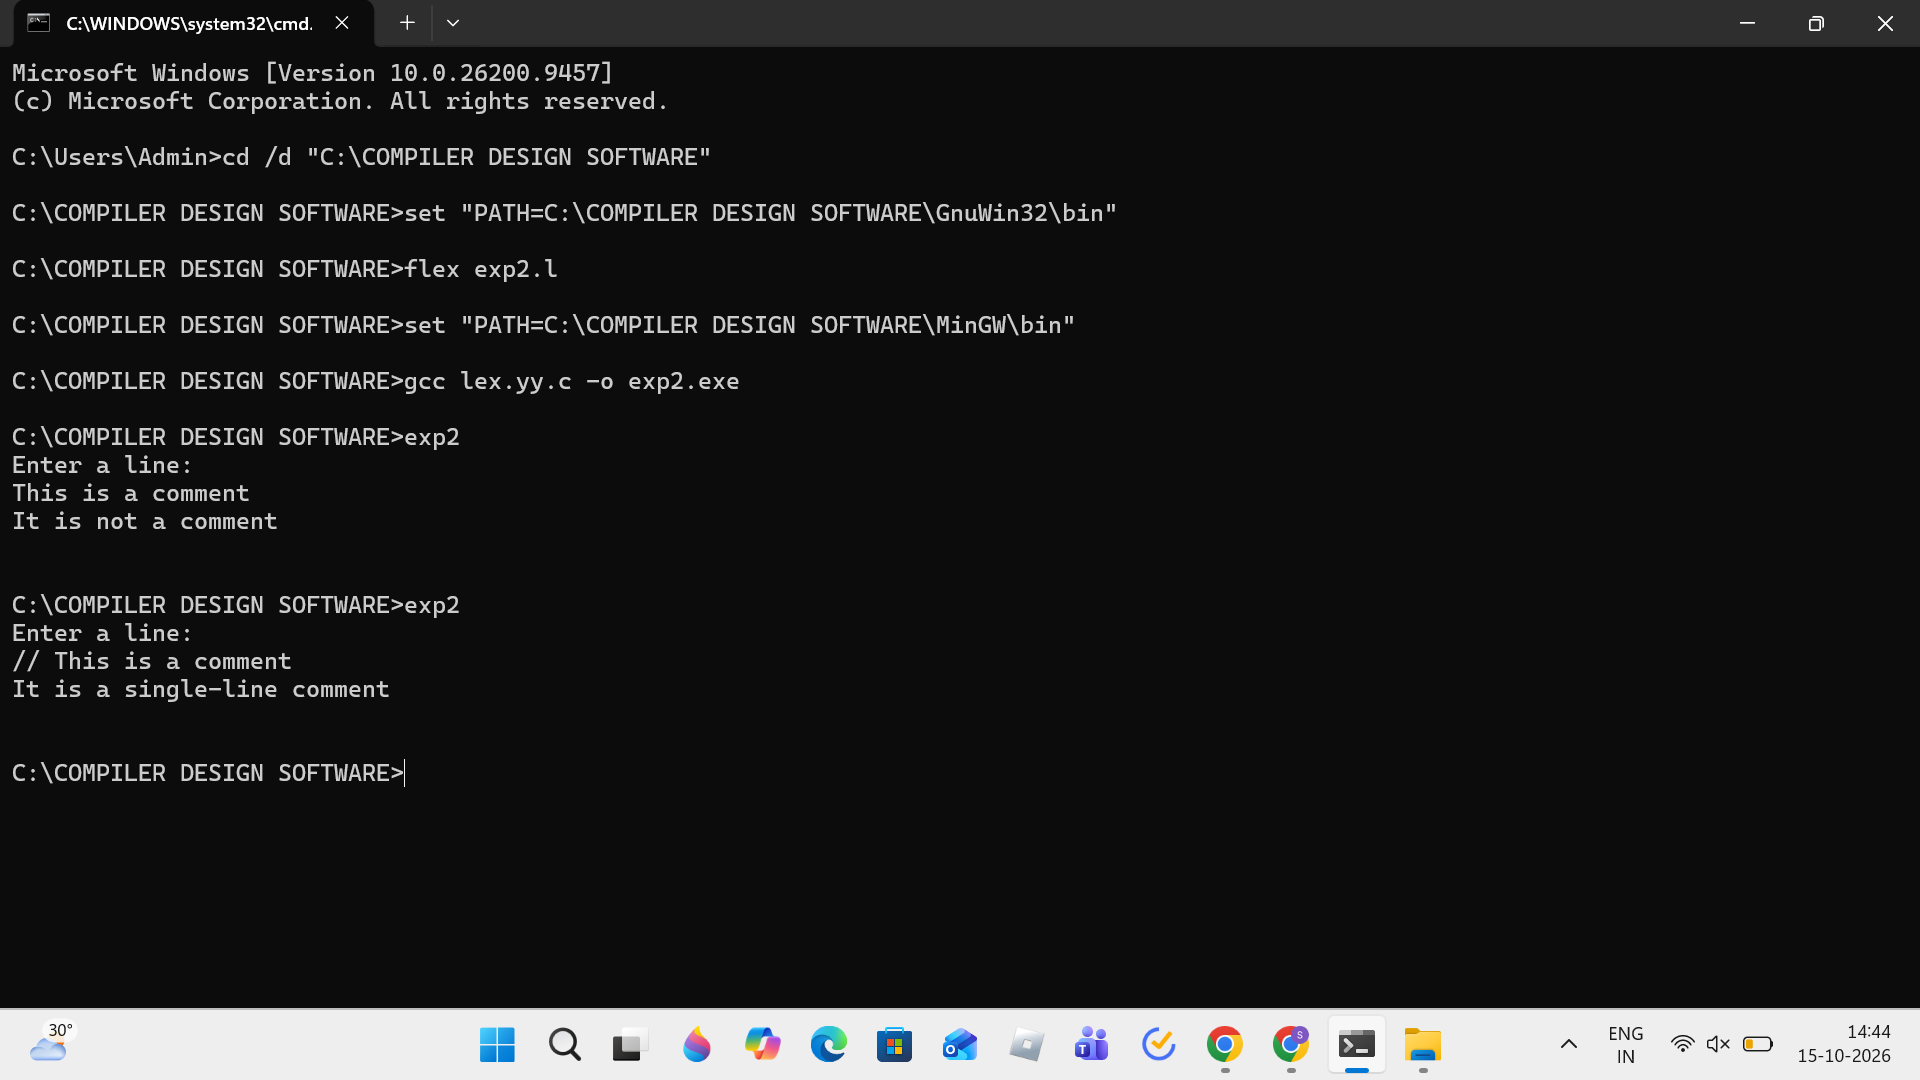 C:\WINDOWS\system32\cmd.
Microsoft Windows [Version 10.0.26200.9457]
(c) Microsoft Corporation. All rights reserved.
C:\Users\Admin>cd /d "C:\COMPILER DESIGN SOFTWARE"
C:\COMPILER DESIGN SOFTWARE>set "PATH=C:\COMPILER DESIGN SOFTWARE\GnuWin32\bin"
C:\COMPILER DESIGN SOFTWARE>flex exp2.l
C:\COMPILER DESIGN SOFTWARE>set "PATH=C:\COMPILER DESIGN SOFTWARE\MinGW\bin"
C:\COMPILER DESIGN SOFTWARE>gcc lex.yy.c -o exp2.exe
C:\COMPILER DESIGN SOFTWARE>exp2
Enter a line:
This is a comment
It is not a comment
C:\COMPILER DESIGN SOFTWARE>exp2
Enter a line:
// This is a comment
It is a single-line comment
C:\COMPILER DESIGN SOFTWARE>
30°
S
ENG
IN
14:44
15-10-2026